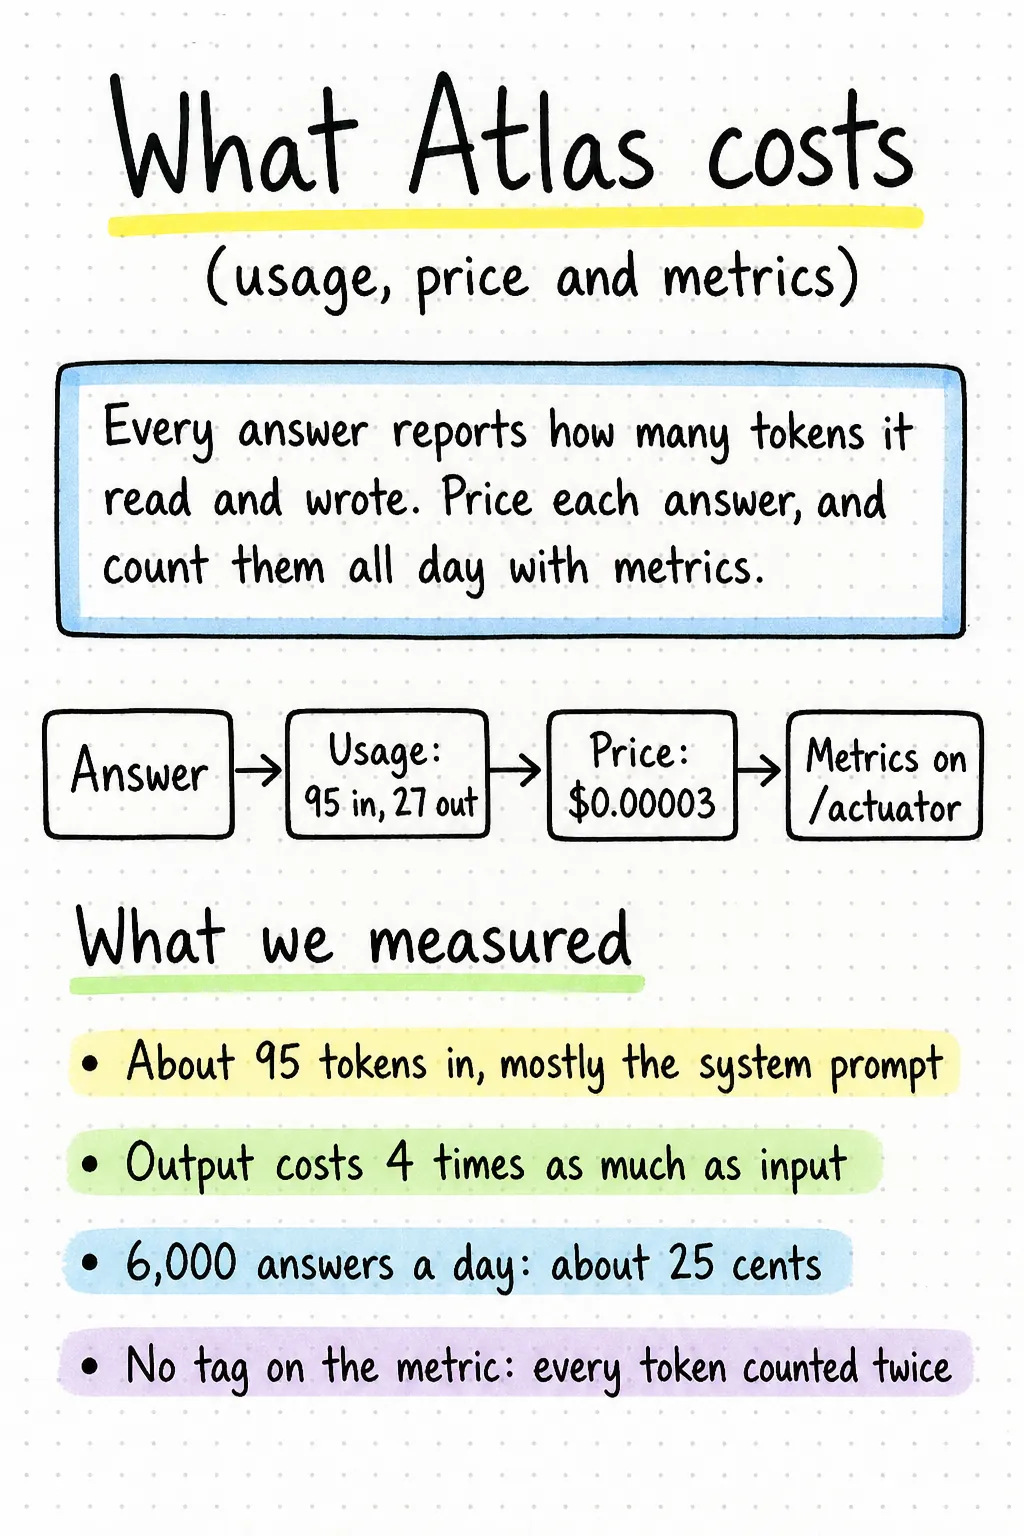 What Atlas costs
(usage, price and metrics)
Every answer reports how many tokens it
read and wrote. Price each answer, and
count them all day with metrics.
Answer
Usage:
95 in, 27 out
Price:
$0.00003
Metrics on
/actuator
What we measured
• About 95 tokens in, mostly the system prompt
• Output costs 4 times as much as input
• 6,000 answers a day: about 25 cents
• No tag on the metric: every token counted twice